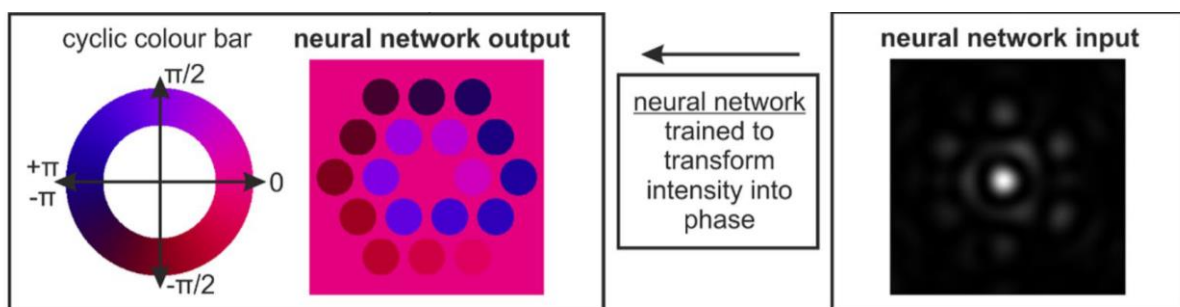 cyclic colour bar
π/2
+π
-π
0
-π/2
neural network output
neural network
trained to
transform
intensity into
phase
neural network input